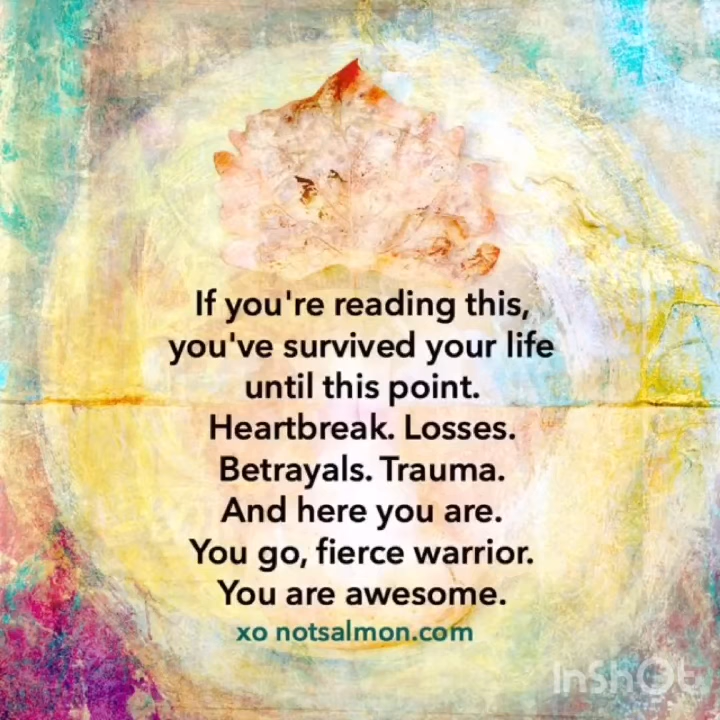 If you're reading this,
you've survived your life
until this point.
Heartbreak. Losses.
Betrayals. Trauma.
And here you are.
You go, fierce warrior.
You are awesome.
xo notsalmon.com
InShOt